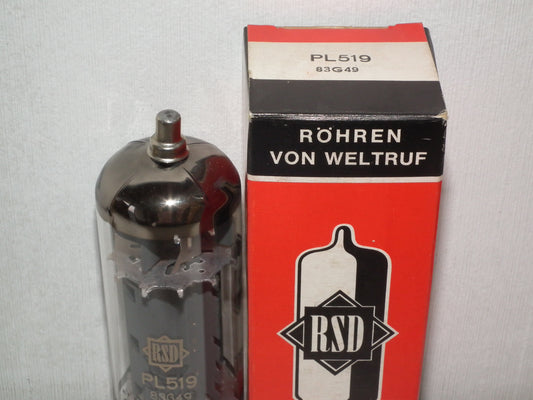 PL519
83G49
RÖHREN
VON WELTRUF
RSD
RSD
PL519
83G49